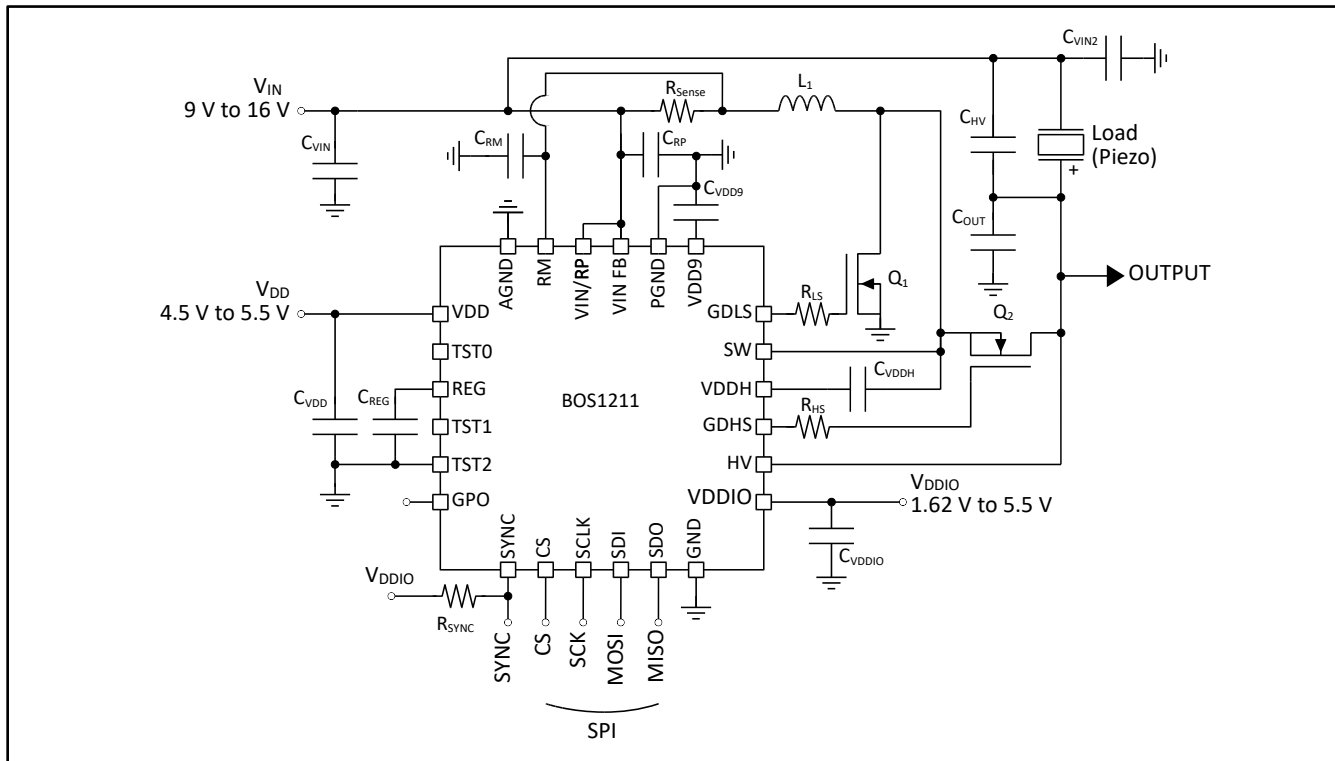 CVIN2
VIN
9 V to 16 V
RSense
L1
CVIN
CRM
CRP
CHV
Load
(Piezo)
+
CVDD9
COUT
OUTPUT
AGND
RM
VIN/RP
VIN FB
PGND
VDD9
VDD
4.5 V to 5.5 V
VDD
TST0
REG
TST1
TST2
GPO
CVDD
CREG
BOS1211
GDLS
SW
VDDH
GDHS
HV
VDDIO
RLS
Q1
Q2
CVDDH
RHS
VDDIO
1.62 V to 5.5 V
CVDDIO
SYNC
CS
SCLK
SDI
SDO
GND
VDDIO
RSYNC
SYNC
CS
SCK
MOSI
MISO
SPI